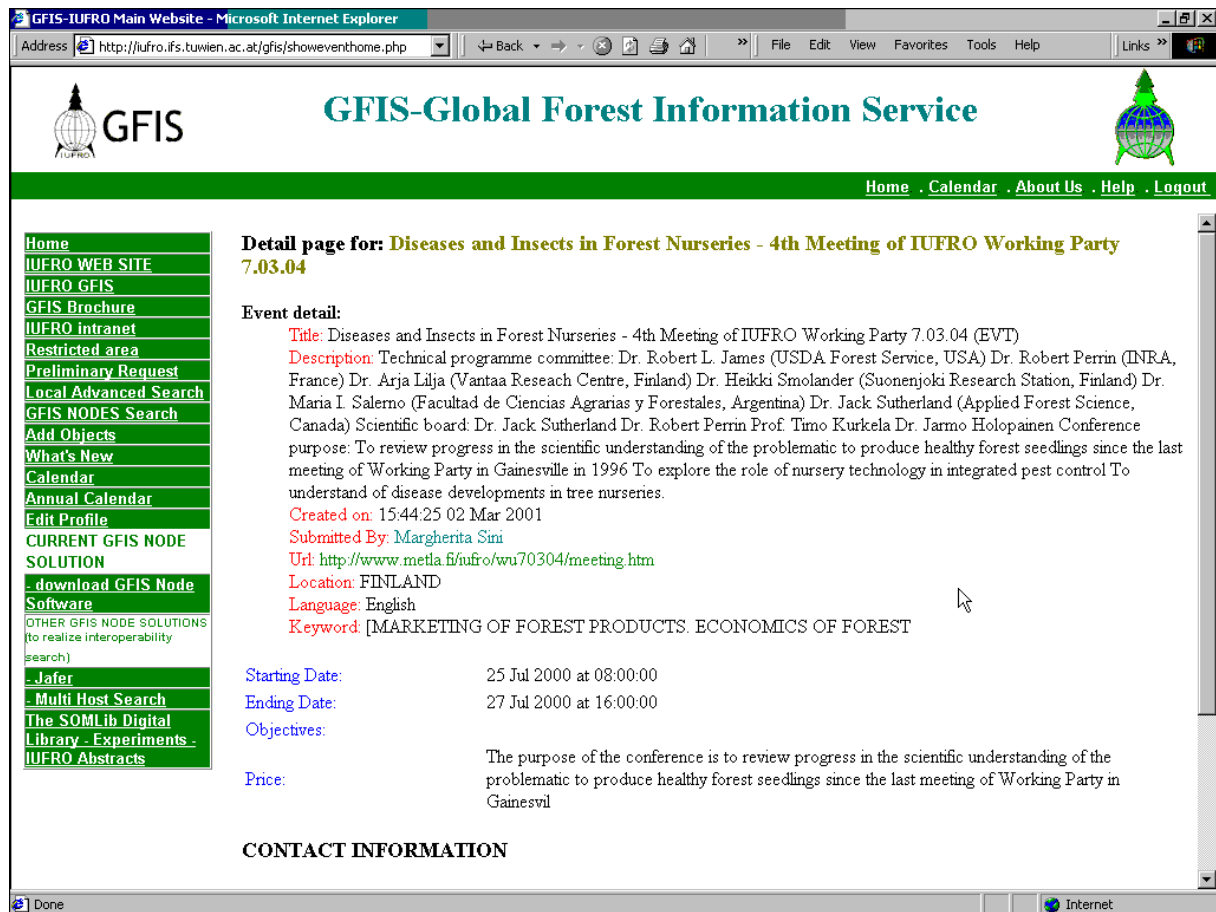 GFIS-IUFRO Main Website - Microsoft Internet Explorer
Address http://iufro.ifs.tuwien.ac.at/gfis/showeventhome.php Back » File Edit View Favorites Tools Help Links »
GFIS
IUFRO
GFIS-Global Forest Information Service
Home . Calendar . About Us . Help . Logout
Home
IUFRO WEB SITE
IUFRO GFIS
GFIS Brochure
IUFRO intranet
Restricted area
Preliminary Request
Local Advanced Search
GFIS NODES Search
Add Objects
What's New
Calendar
Annual Calendar
Edit Profile
CURRENT GFIS NODE
SOLUTION
- download GFIS Node
Software
OTHER GFIS NODE SOLUTIONS
(to realize interoperability
search)
- Jafer
- Multi Host Search
The SOMLib Digital
Library - Experiments -
IUFRO Abstracts
Detail page for: Diseases and Insects in Forest Nurseries - 4th Meeting of IUFRO Working Party
7.03.04
Event detail:
Title: Diseases and Insects in Forest Nurseries - 4th Meeting of IUFRO Working Party 7.03.04 (EVT)
Description: Technical programme committee: Dr. Robert L. James (USDA Forest Service, USA) Dr. Robert Perrin (INRA,
France) Dr. Arja Lilja (Vantaa Reseach Centre, Finland) Dr. Heikki Smolander (Suonenjoki Research Station, Finland) Dr.
Maria I. Salerno (Facultad de Ciencias Agrarias y Forestales, Argentina) Dr. Jack Sutherland (Applied Forest Science,
Canada) Scientific board: Dr. Jack Sutherland Dr. Robert Perrin Prof. Timo Kurkela Dr. Jarmo Holopainen Conference
purpose: To review progress in the scientific understanding of the problematic to produce healthy forest seedlings since the last
meeting of Working Party in Gainesville in 1996 To explore the role of nursery technology in integrated pest control To
understand of disease developments in tree nurseries.
Created on: 15:44:25 02 Mar 2001
Submitted By: Margherita Sini
Url: http://www.metla.fi/iufro/wu70304/meeting.htm
Location: FINLAND
Language: English
Keyword: [MARKETING OF FOREST PRODUCTS. ECONOMICS OF FOREST
Starting Date: 25 Jul 2000 at 08:00:00
Ending Date: 27 Jul 2000 at 16:00:00
Objectives:
Price: The purpose of the conference is to review progress in the scientific understanding of the
problematic to produce healthy forest seedlings since the last meeting of Working Party in
Gainesvil
CONTACT INFORMATION
Done Internet